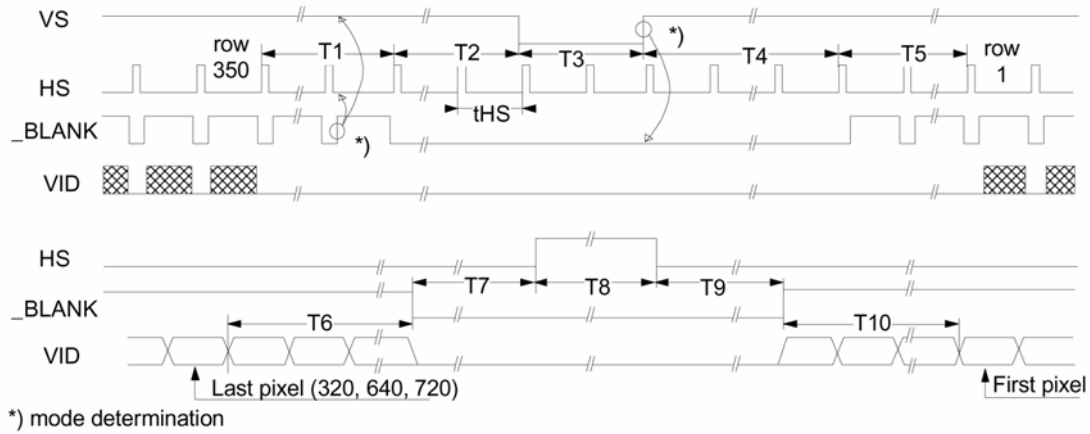 VS
*)
row
350
T1
T2
T3
T4
T5
row
1
HS
tHS
_BLANK
*)
VID
HS
T7
T8
T9
_BLANK
T6
T10
VID
Last pixel (320, 640, 720)
First pixel
*) mode determination